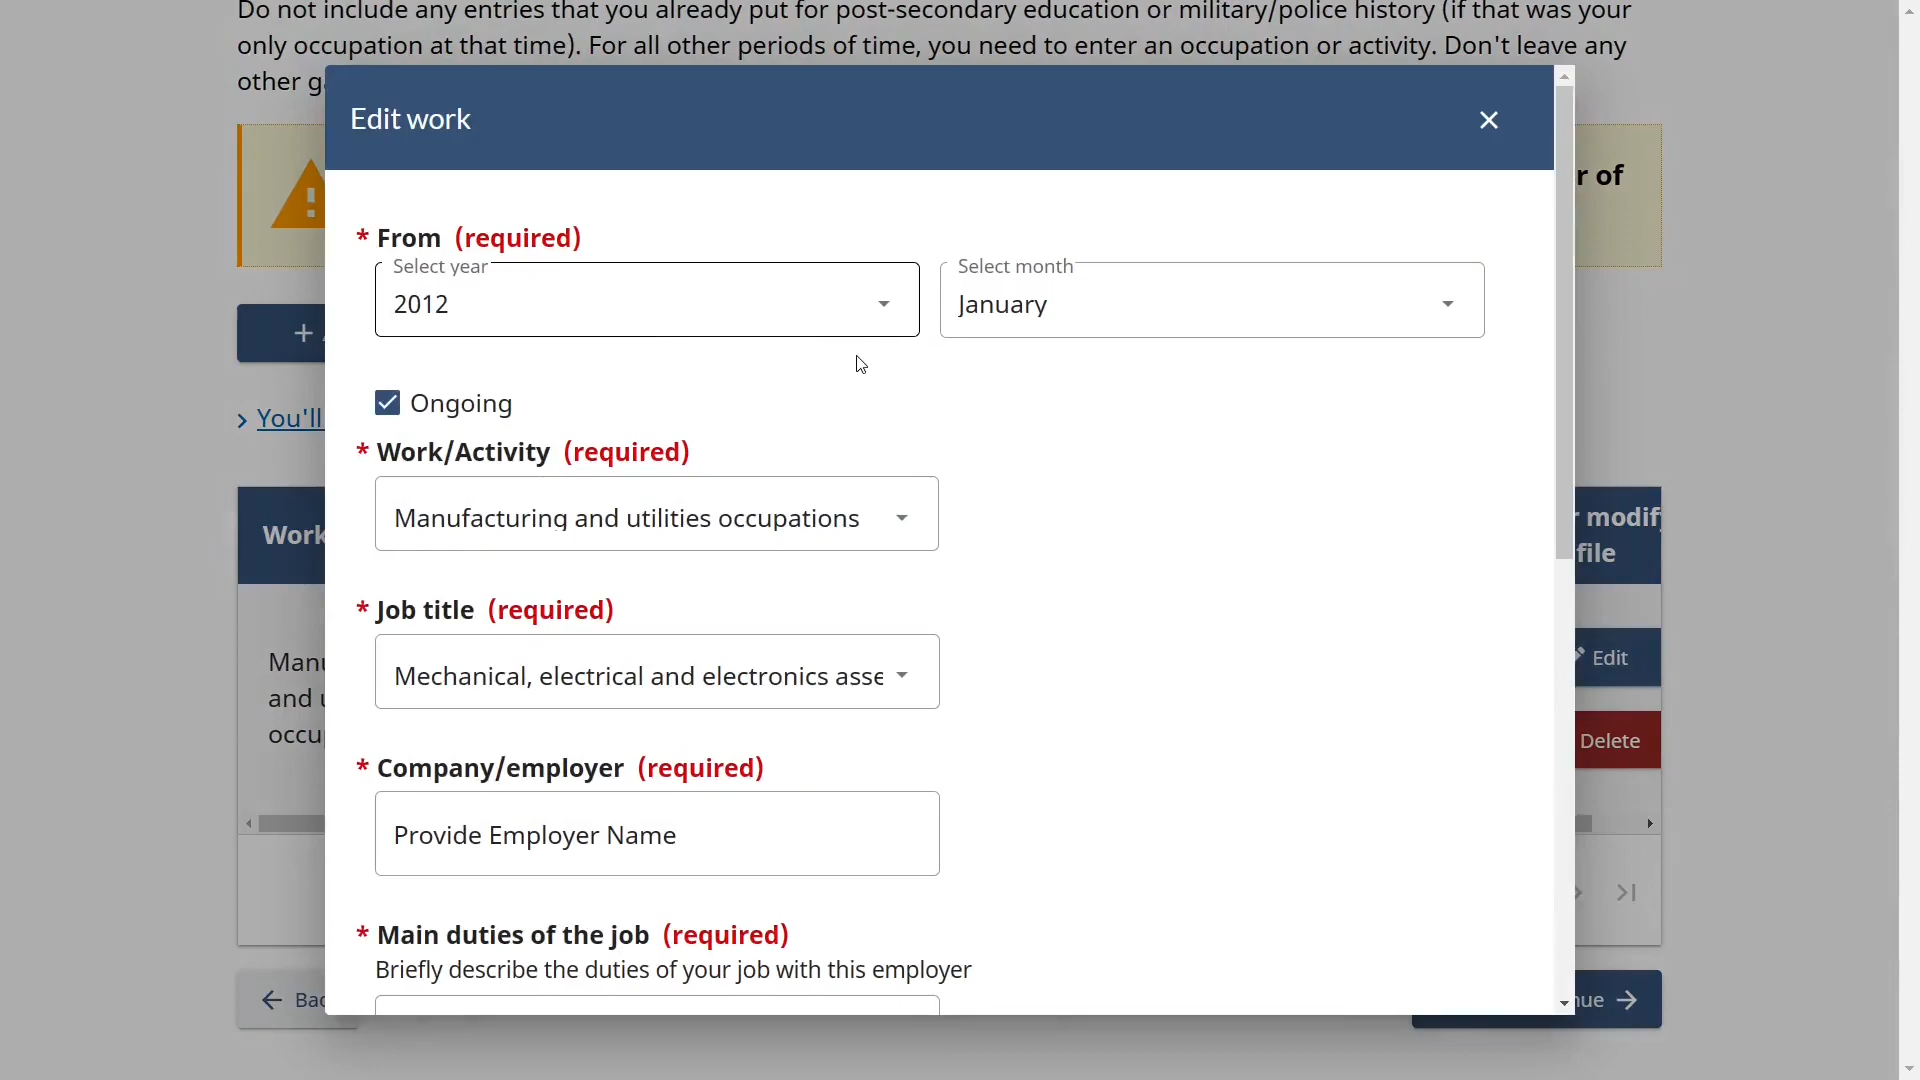 Do not include any entries that you already put for post-secondary education or military/police history (if that was your
only occupation at that time). For all other periods of time, you need to enter an occupation or activity. Don't leave any
other
Edit work
r of
* From (required)
Select year
2012
Select month
January
+
Ongoing
You'll
* Work/Activity (required)
Manufacturing and utilities occupations
Work
r modify
file
* Job title (required)
Mechanical, electrical and electronics asse
Manu
and u
occup
Edit
Delete
* Company/employer (required)
Provide Employer Name
* Main duties of the job (required)
Briefly describe the duties of your job with this employer
Bac
nue